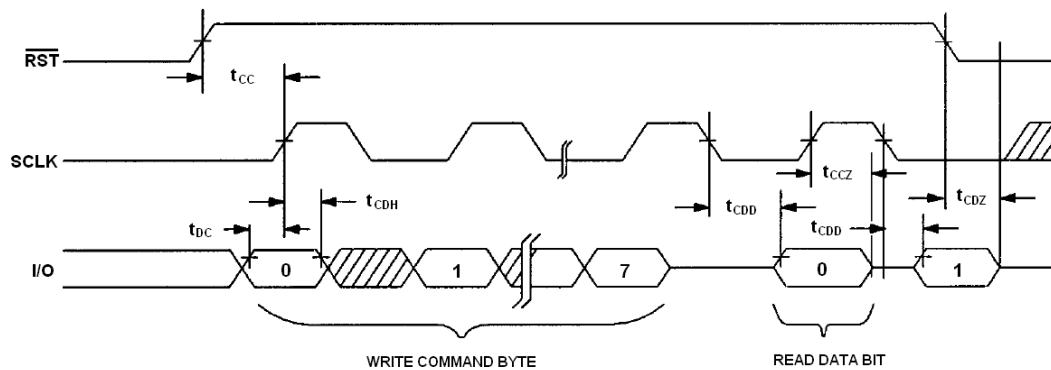 RST
tCC
SCLK
tCCZ
tCDH
tCDD
tCDZ
tDC
tCDD
I/O
0
1
7
0
1
WRITE COMMAND BYTE
READ DATA BIT